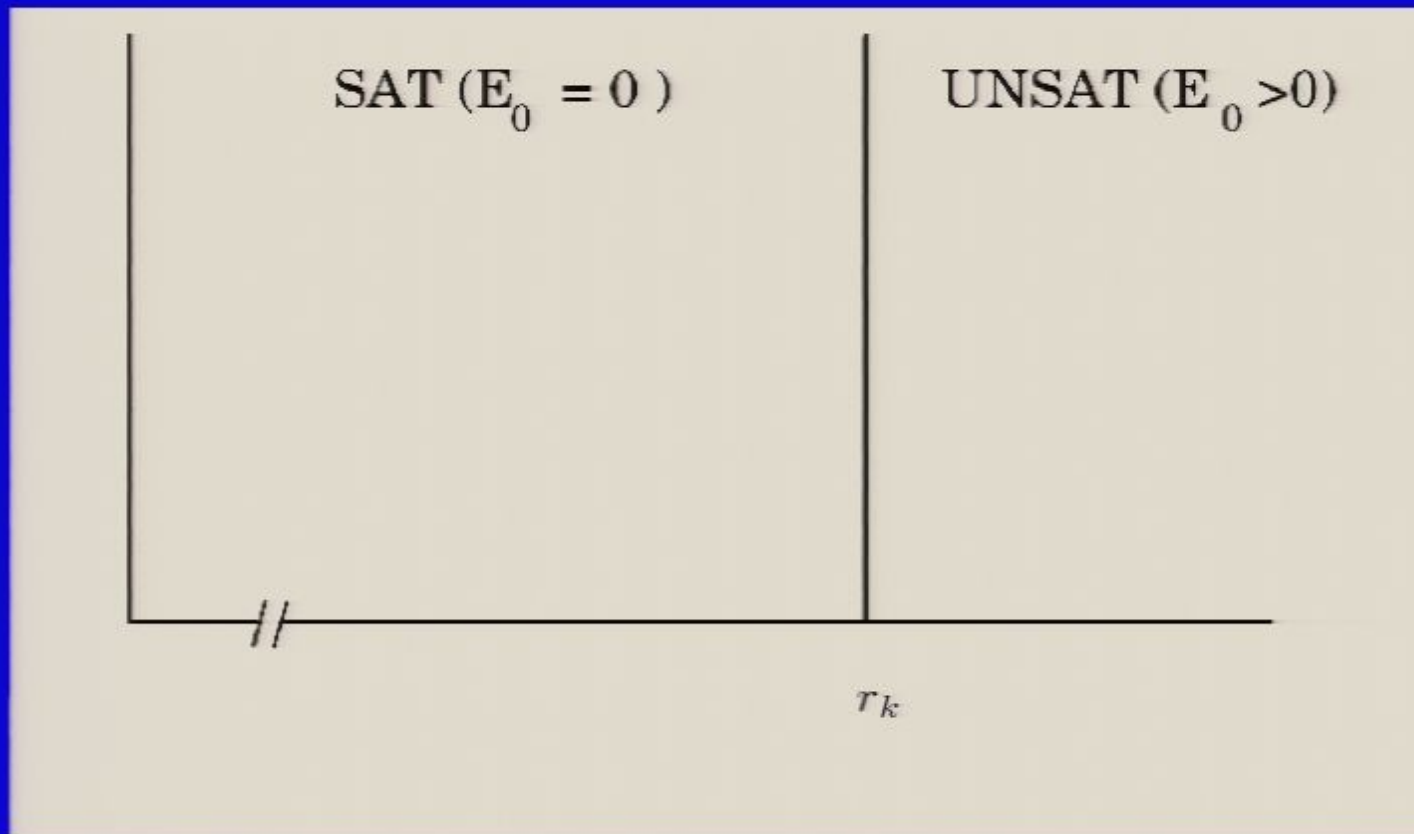 SAT (E₀ = 0 ) UNSAT (E₀ >0)
rₖ